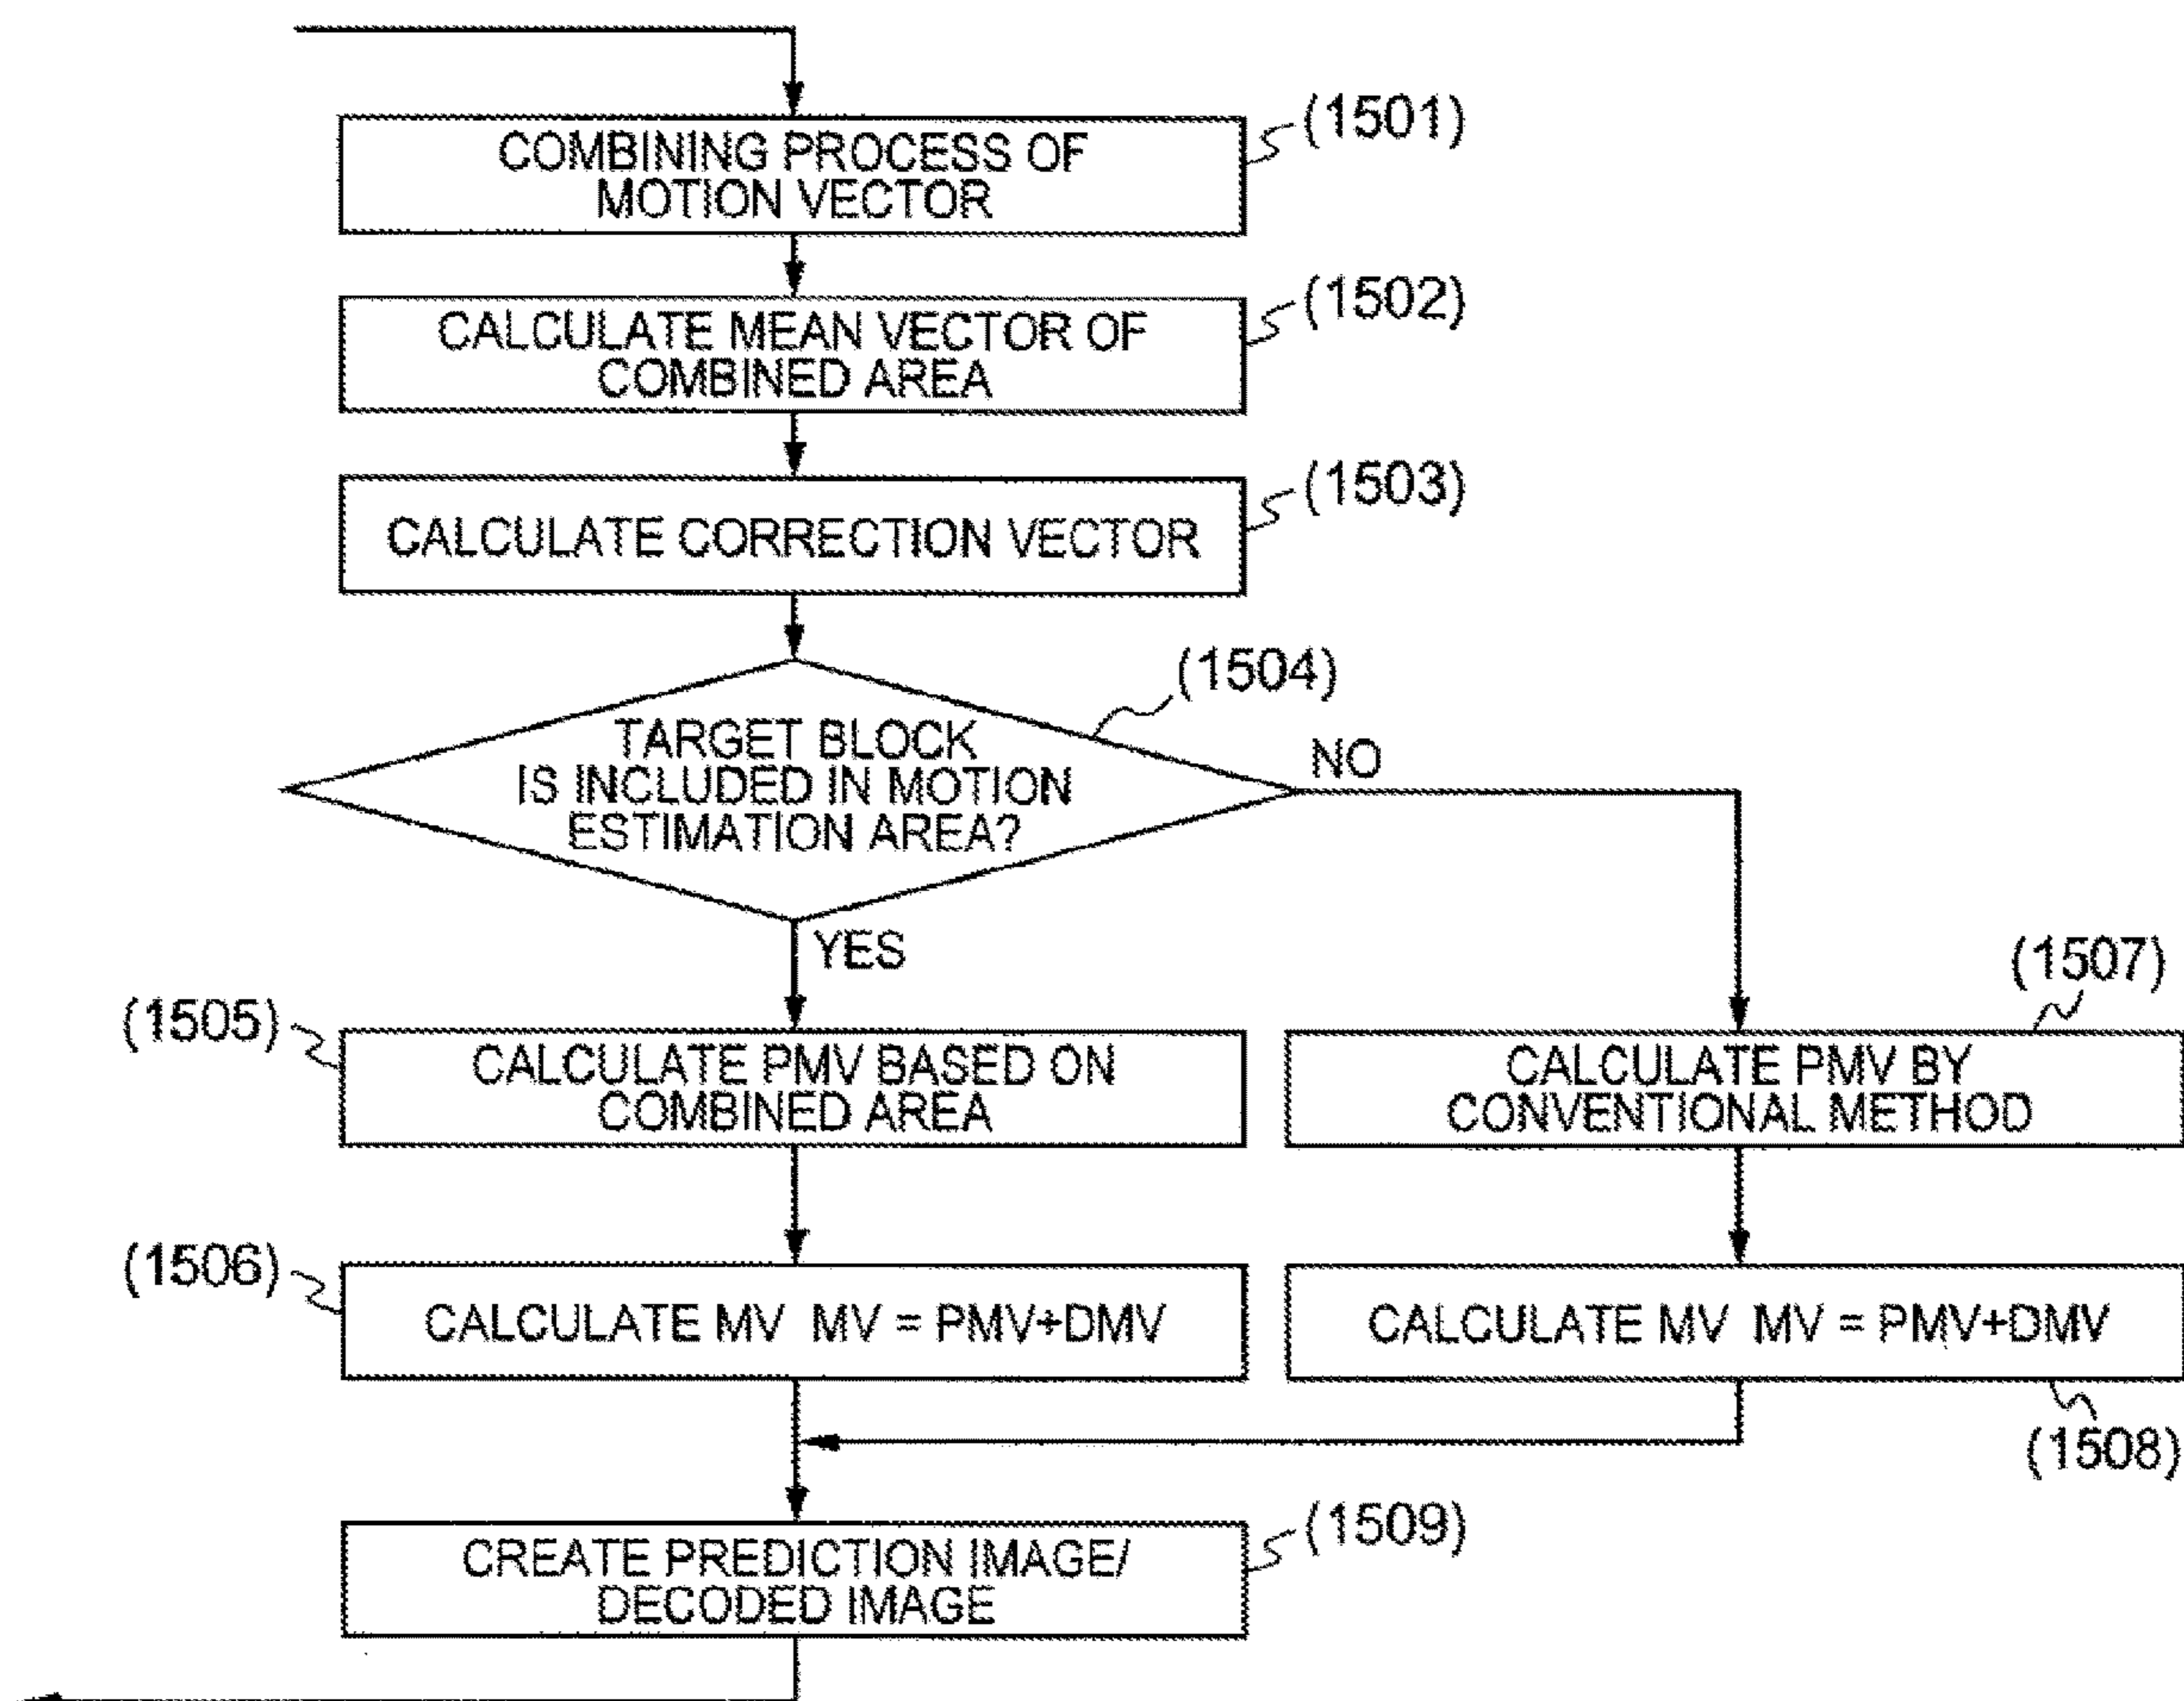 (1501)
COMBINING PROCESS OF
MOTION VECTOR
(1502)
CALCULATE MEAN VECTOR OF
COMBINED AREA
(1503)
CALCULATE CORRECTION VECTOR
(1504)
TARGET BLOCK
IS INCLUDED IN MOTION
ESTIMATION AREA?
NO
YES
(1505)
CALCULATE PMV BASED ON
COMBINED AREA
(1507)
CALCULATE PMV BY
CONVENTIONAL METHOD
(1506)
CALCULATE MV MV = PMV+DMV
CALCULATE MV MV = PMV+DMV
(1508)
(1509)
CREATE PREDICTION IMAGE/
DECODED IMAGE